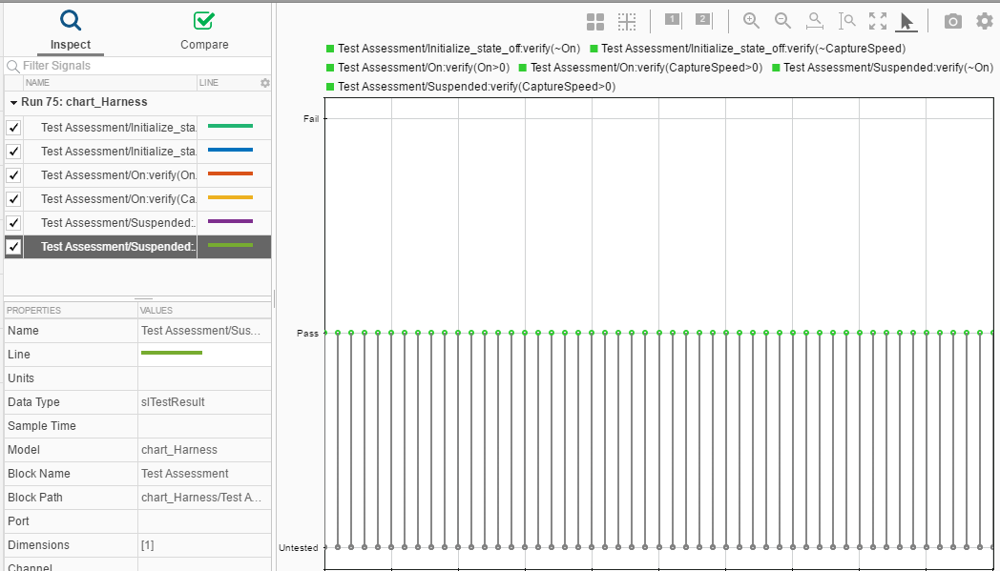 Inspect
Compare
Filter Signals
NAME LINE
Run 75: chart_Harness
Test Assessment/Initialize_sta.
Test Assessment/Initialize_sta.
Test Assessment/On:verify(On.
Test Assessment/On:verify(Ca.
Test Assessment/Suspended:.
Test Assessment/Suspended:.
PROPERTIES VALUES
Name Test Assessment/Sus...
Line
Units
Data Type slTestResult
Sample Time
Model chart_Harness
Block Name Test Assessment
Block Path chart_Harness/Test A...
Port
Dimensions [1]
Channel
1 2
Test Assessment/Initialize_state_off:verify(~On) Test Assessment/Initialize_state_off:verify(~CaptureSpeed)
Test Assessment/On:verify(On>0) Test Assessment/On:verify(CaptureSpeed>0) Test Assessment/Suspended:verify(~On)
Test Assessment/Suspended:verify(CaptureSpeed>0)
Fail
Pass
Untested